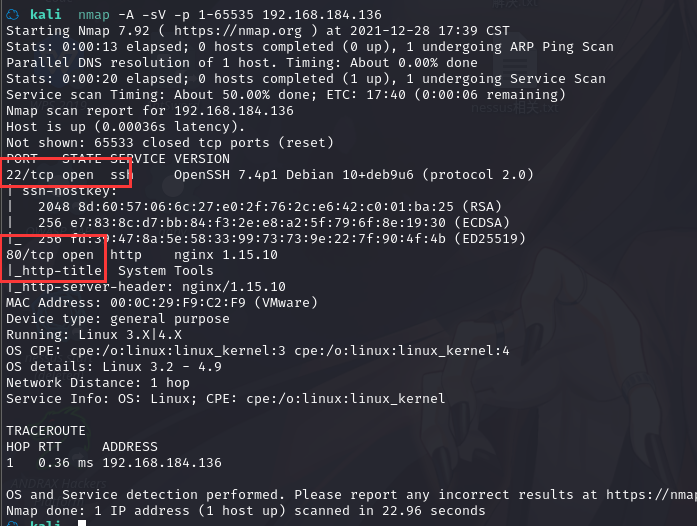 kali  nmap -A -sV -p 1-65535 192.168.184.136
Starting Nmap 7.92 ( https://nmap.org ) at 2021-12-28 17:39 CST
Stats: 0:00:13 elapsed; 0 hosts completed (0 up), 1 undergoing ARP Ping Scan
Parallel DNS resolution of 1 host. Timing: About 0.00% done
Stats: 0:00:20 elapsed; 0 hosts completed (1 up), 1 undergoing Service Scan
Service scan Timing: About 50.00% done; ETC: 17:40 (0:00:06 remaining)
Nmap scan report for 192.168.184.136
Host is up (0.00036s latency).
Not shown: 65533 closed tcp ports (reset)
PORT   STATE SERVICE VERSION
22/tcp open  ssh     OpenSSH 7.4p1 Debian 10+deb9u6 (protocol 2.0)
| ssh-hostkey:
|   2048 8d:60:57:06:6c:27:e0:2f:76:2c:e6:42:c0:01:ba:25 (RSA)
|   256 e7:83:8c:d7:bb:84:f3:2e:e8:a2:5f:79:6f:8e:19:30 (ECDSA)
|_  256 fd:39:47:8a:5e:58:33:99:73:73:9e:22:7f:90:4f:4b (ED25519)
80/tcp open  http    nginx 1.15.10
|_http-title: System Tools
|_http-server-header: nginx/1.15.10
MAC Address: 00:0C:29:F9:C2:F9 (VMware)
Device type: general purpose
Running: Linux 3.X|4.X
OS CPE: cpe:/o:linux:linux_kernel:3 cpe:/o:linux:linux_kernel:4
OS details: Linux 3.2 - 4.9
Network Distance: 1 hop
Service Info: OS: Linux; CPE: cpe:/o:linux:linux_kernel
TRACEROUTE
HOP RTT     ADDRESS
1   0.36 ms 192.168.184.136
ANDRAX Hackers
OS and Service detection performed. Please report any incorrect results at https://nmap
Nmap done: 1 IP address (1 host up) scanned in 22.96 seconds
kali